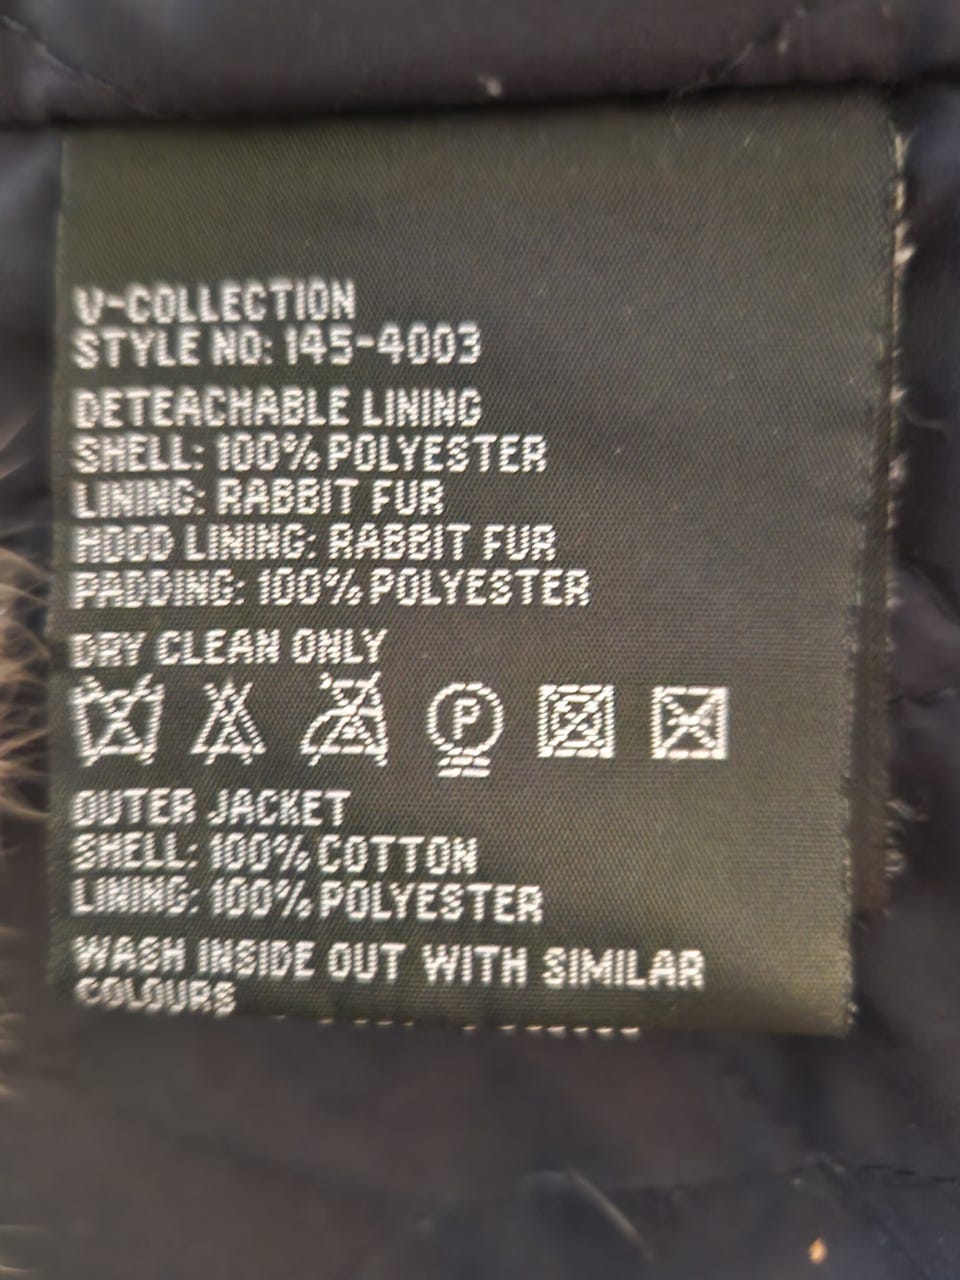 V-COLLECTION
STYLE NO: 145-4003
DETEACHABLE LINING
SHELL: 100% POLYESTER
LINING: RABBIT FUR
HOOD LINING: RABBIT FUR
PADDING: 100% POLYESTER
DRY CLEAN ONLY
P
OUTER JACKET
SHELL: 100% COTTON
LINING: 100% POLYESTER
WASH INSIDE OUT WITH SIMILAR
COLOURS